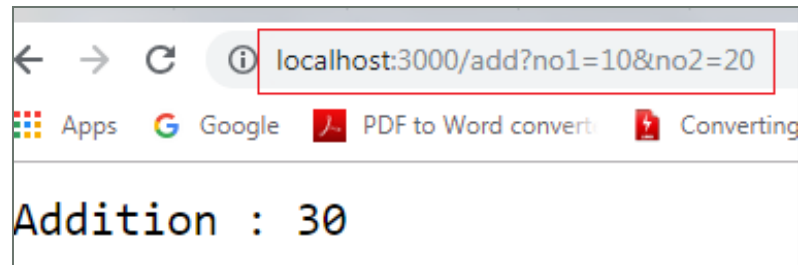 localhost:3000/add?no1=10&no2=20
Apps Google PDF to Word convert Converting
Addition : 30